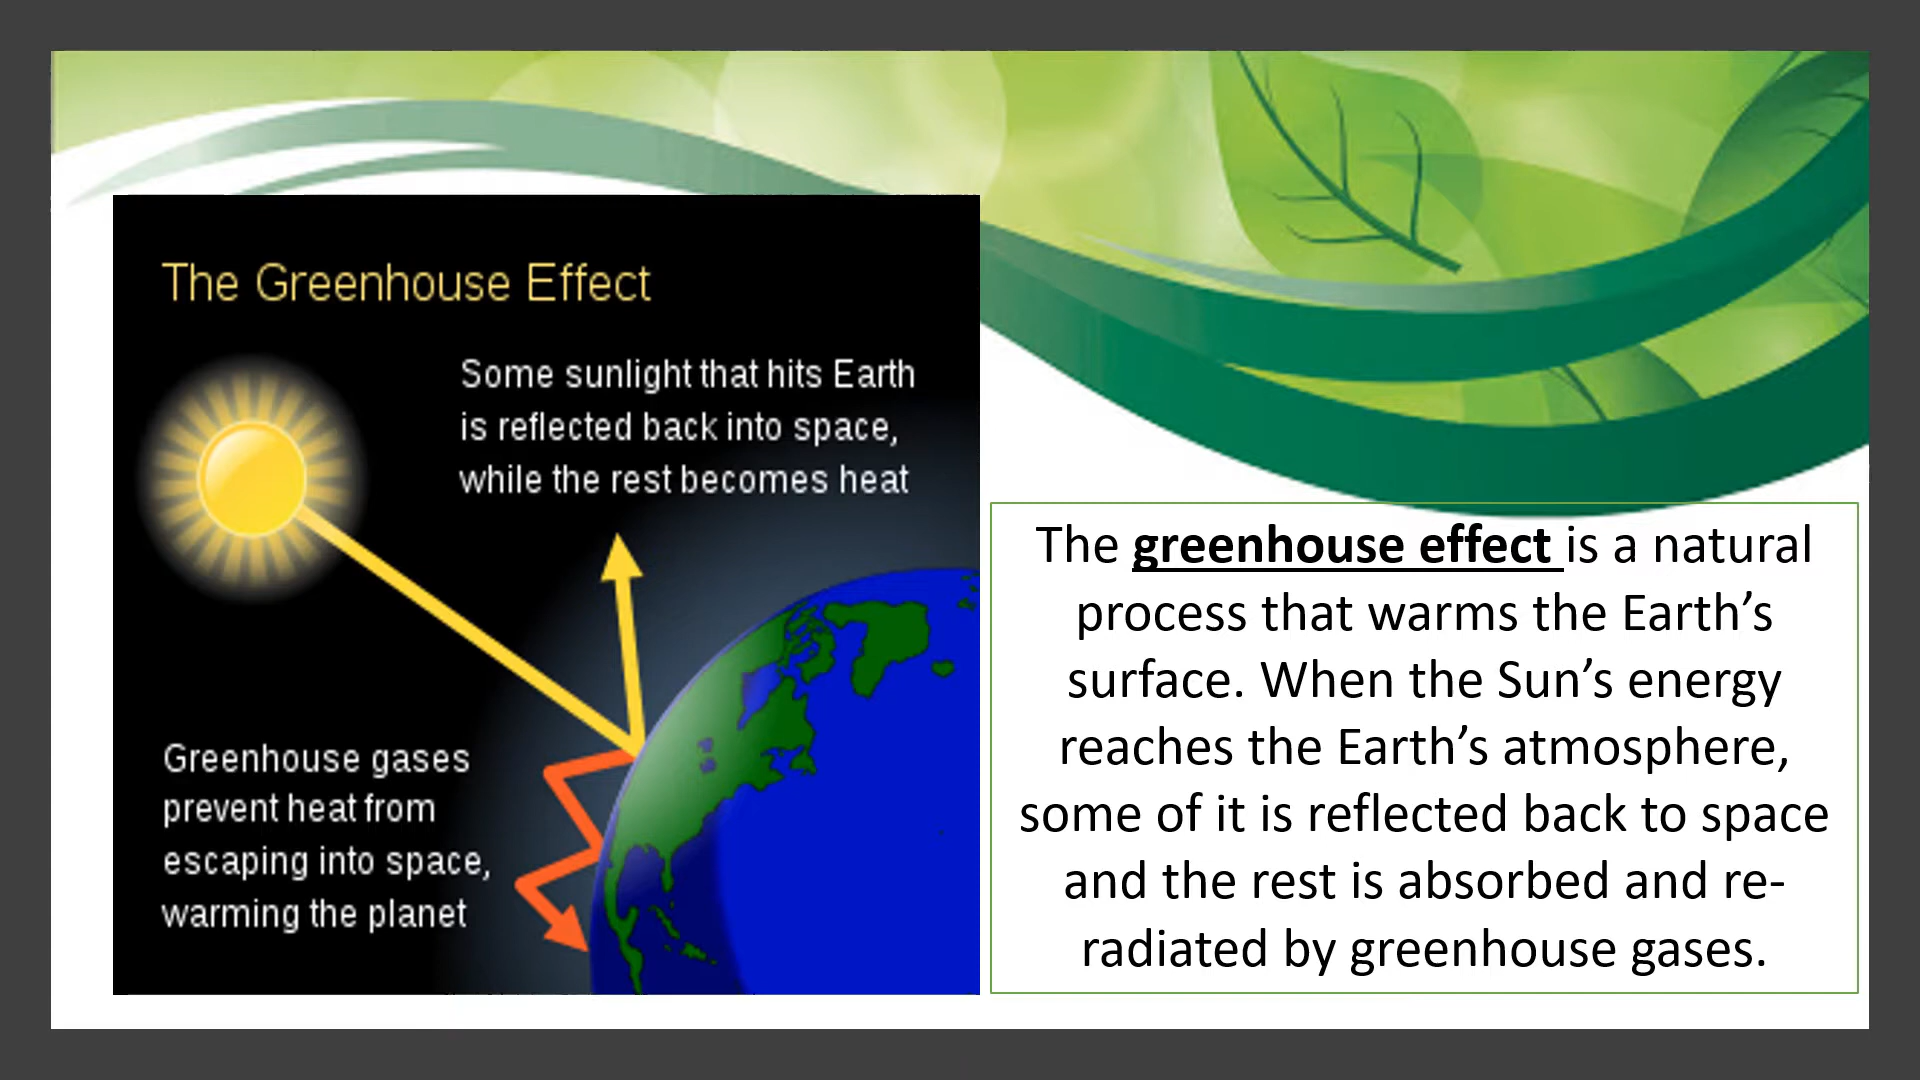 The Greenhouse Effect
Some sunlight that hits Earth
is reflected back into space,
while the rest becomes heat
Greenhouse gases
prevent heat from
escaping into space,
warming the planet
The greenhouse effect is a natural
process that warms the Earth’s
surface. When the Sun’s energy
reaches the Earth’s atmosphere,
some of it is reflected back to space
and the rest is absorbed and re-
radiated by greenhouse gases.